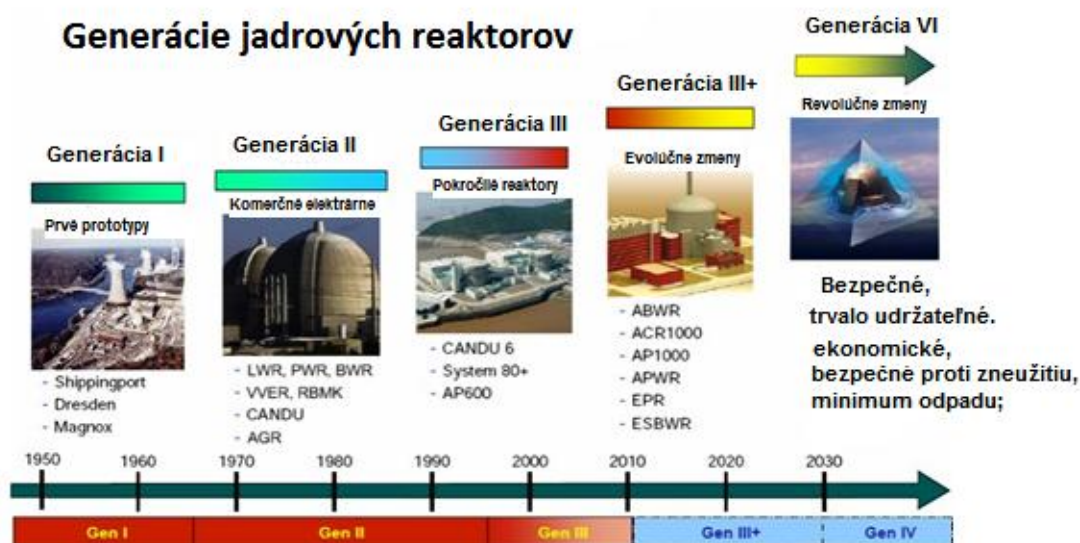 Generácie jadrových reaktorov
Generácia I
Prvé prototypy
- Shippingport
- Dresden
- Magnox
Generácia II
Komerčné elektrárne
- LWR, PWR, BWR
- VVER, RBMK
- CANDU
- AGR
Generácia III
Pokročilé reaktory
- CANDU 6
- System 80+
- AP600
Generácia III+
Evolúčne zmeny
- ABWR
- ACR1000
- AP1000
- APWR
- EPR
- ESBWR
Generácia VI
Revolúčne zmeny
Bezpečné,
trvalo udržateľné.
ekonomické,
bezpečné proti zneužitiu,
minimum odpadu;
1950 1960 1970 1980 1990 2000 2010 2020 2030
Gen I Gen II Gen III Gen III+ Gen IV